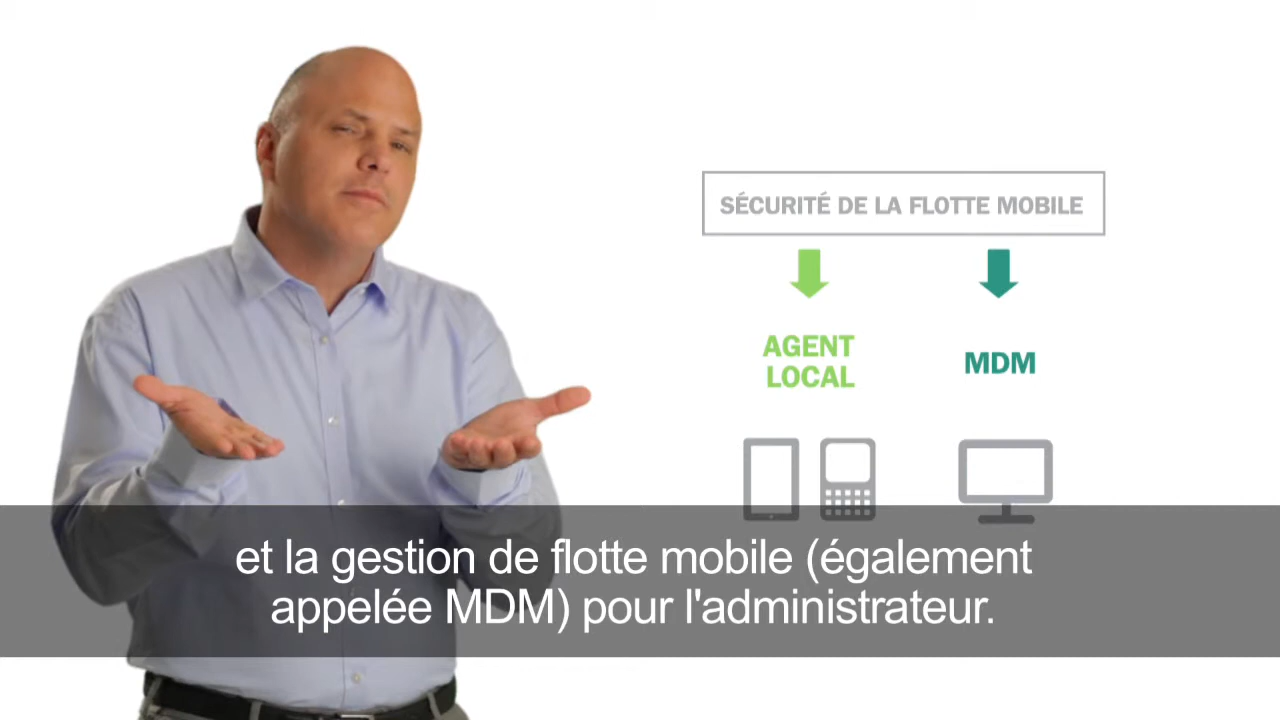 SÉCURITÉ DE LA FLOTTE MOBILE
AGENT
LOCAL
MDM
et la gestion de flotte mobile (également
appelée MDM) pour l'administrateur.